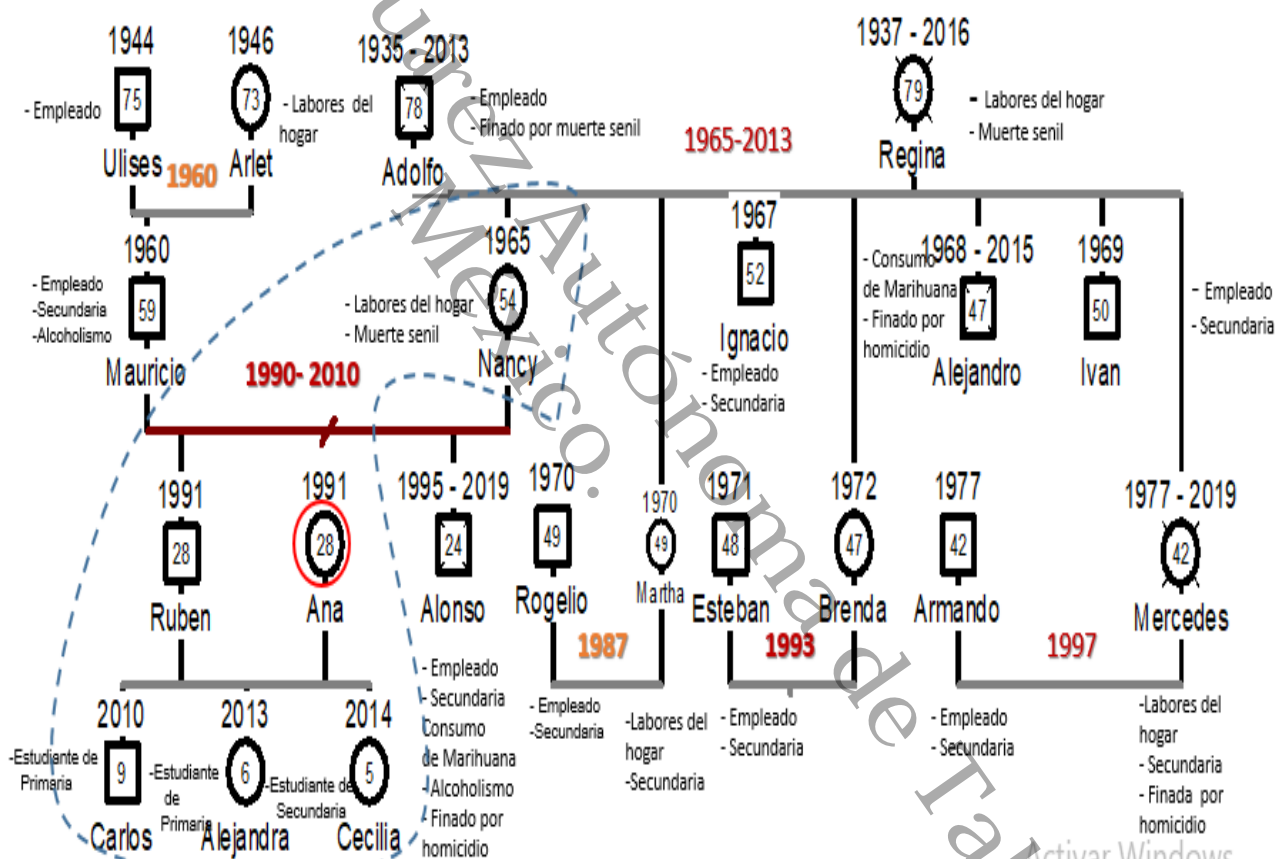 1944
75
Ulises
- Empleado
1946
73
Arlet
- Labores del
hogar
1960
1935 - 2013
78
Adolfo
- Empleado
- Finado por muerte senil
1965-2013
1937 - 2016
79
Regina
- Labores del hogar
- Muerte senil
1960
59
Mauricio
- Empleado
-Secundaria
-Alcoholismo
1990- 2010
1965
54
Nancy
- Labores del hogar
- Muerte senil
1967
52
Ignacio
- Empleado
- Secundaria
1968 - 2015
47
Alejandro
- Consumo
de Marihuana
- Finado por
homicidio
1969
50
Ivan
- Empleado
- Secundaria
1991
28
Ruben
1991
28
Ana
1995 - 2019
24
Alonso
- Empleado
- Secundaria
Consumo
de Marihuana
- Alcoholismo
- Finado por
homicidio
1970
49
Rogelio
- Empleado
-Secundaria
1987
1970
49
Martha
-Labores del
hogar
-Secundaria
1971
48
Esteban
- Empleado
- Secundaria
1993
1972
47
Brenda
1977
42
Armando
- Empleado
- Secundaria
1997
1977 - 2019
42
Mercedes
-Labores del
hogar
- Secundaria
- Finada por
homicidio
2010
9
Carlos
-Estudiante de
Primaria
2013
6
Alejandra
-Estudiante
de
Primaria
2014
5
Cecilia
-Estudiante de
Secundaria
Autónoma de
México.
Activar Windows